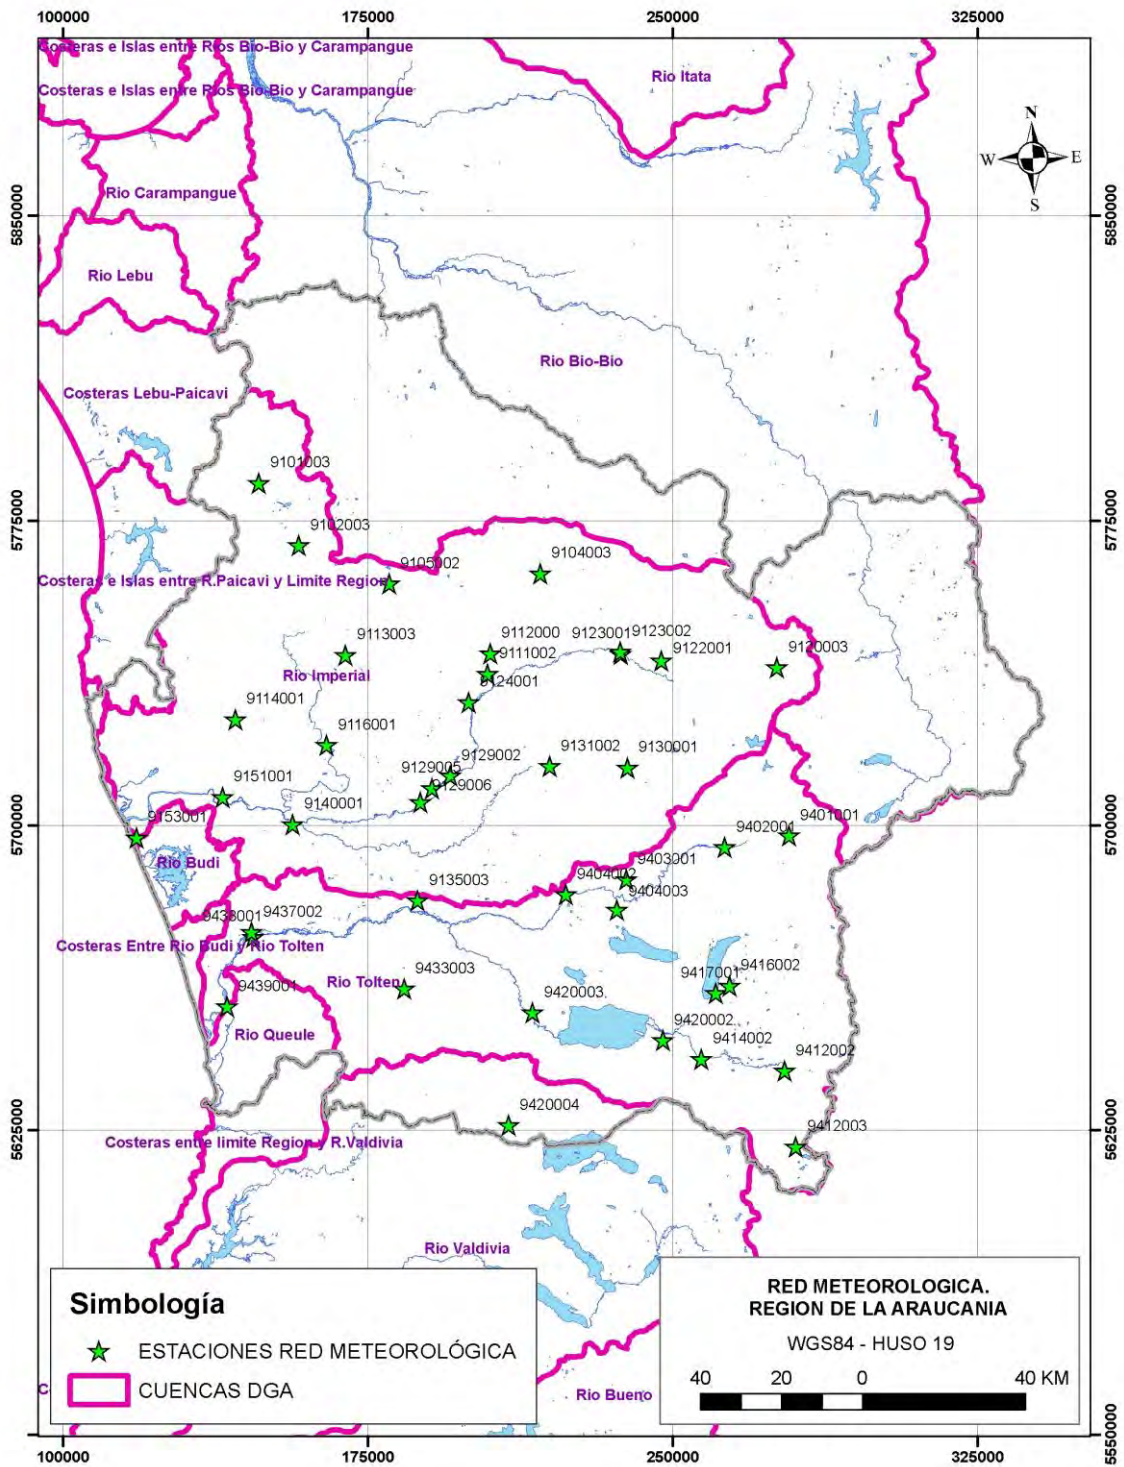 100000
175000
250000
325000
Costeras e Islas entre Rios Bio-Bio y Carampangue
Rio Itata
Costeras e Islas entre Rios Bio-Bio y Carampangue
N
W
E
S
Rio Carampangue
5850000
5850000
Rio Lebu
Rio Bio-Bio
Costeras Lebu-Paicavi
9101003
5775000
5775000
9102003
9104003
9105002
Costeras e Islas entre R.Paicavi y Limite Region
9113003
9112000
9123001
9123002
9111002
9122001
9120003
Rio Imperial
9124001
9114001
9116001
9129002
9131002
9130001
9129005
9151001
9129006
9140001
9401001
5700000
5700000
9153001
9402001
Rio Budi
9403001
9404002
9135003
9404003
9437002
Costeras Entre Rio Budi y Rio Tolten
9433003
9416002
9417001
Rio Tolten
9439001
9420003
9420002
Rio Queule
9414002
9412002
9420004
5625000
5625000
Costeras entre limite Region y R.Valdivia
9412003
Rio Valdivia
Simbología
ESTACIONES RED METEOROLÓGICA
CUENCAS DGA
RED METEOROLOGICA.
REGION DE LA ARAUCANIA
WGS84 - HUSO 19
40 20 0 40 KM
Rio Bueno
5550000
100000
175000
250000
325000